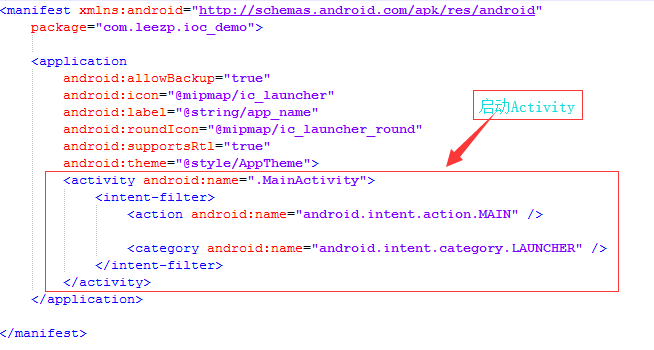 <manifest xmlns:android="http://schemas.android.com/apk/res/android"
package="com.leezp.ioc_demo">
<application
android:allowBackup="true"
android:icon="@mipmap/ic_launcher"
android:label="@string/app_name"
启动Activity
android:roundIcon="@mipmap/ic_launcher_round"
android:supportsRtl="true"
android:theme="@style/AppTheme">
<activity android:name=".MainActivity">
<intent-filter>
<action android:name="android.intent.action.MAIN" />
<category android:name="android.intent.category.LAUNCHER" />
</intent-filter>
</activity>
</application>
</manifest>